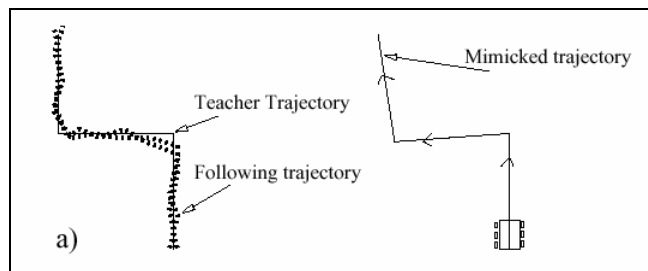 Mimicked trajectory
Teacher Trajectory
Following trajectory
a)